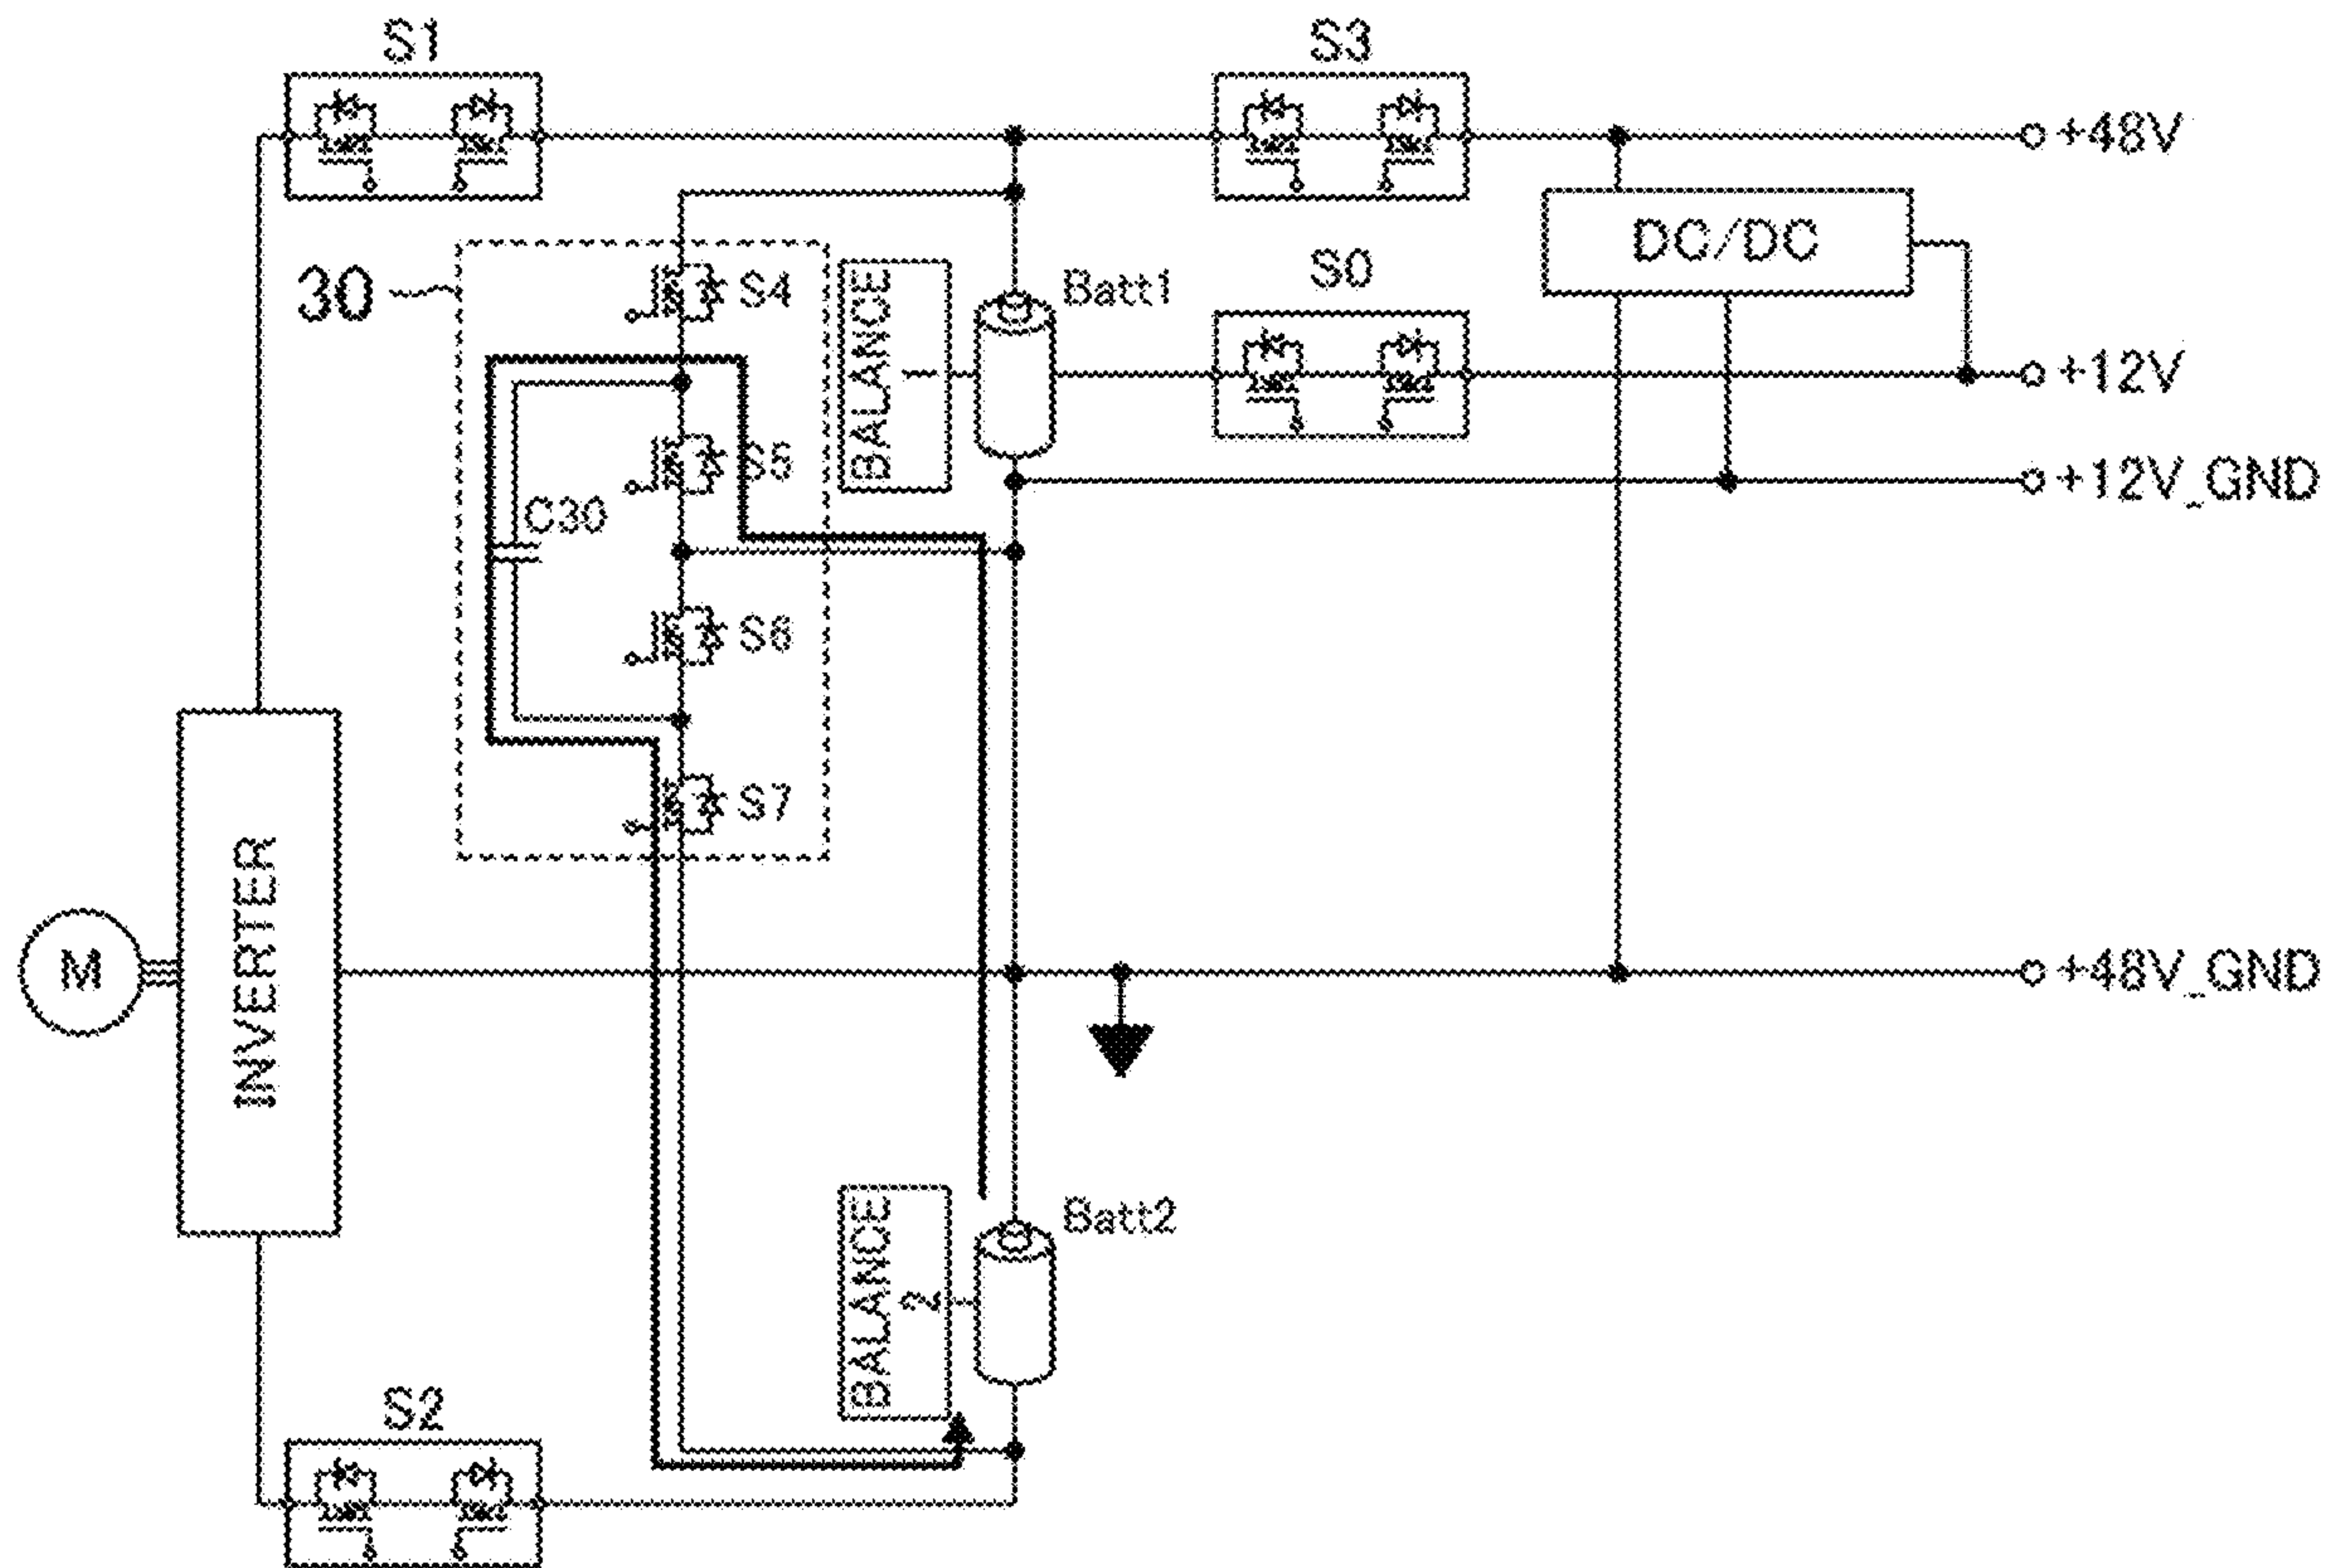 S1
S3
+48V
DC/DC
30
S4
BALANCE
1
Batt1
S0
+12V
S5
+12V_GND
C30
S6
S7
INVERTER
M
+48V_GND
BALANCE
2
Batt2
S2